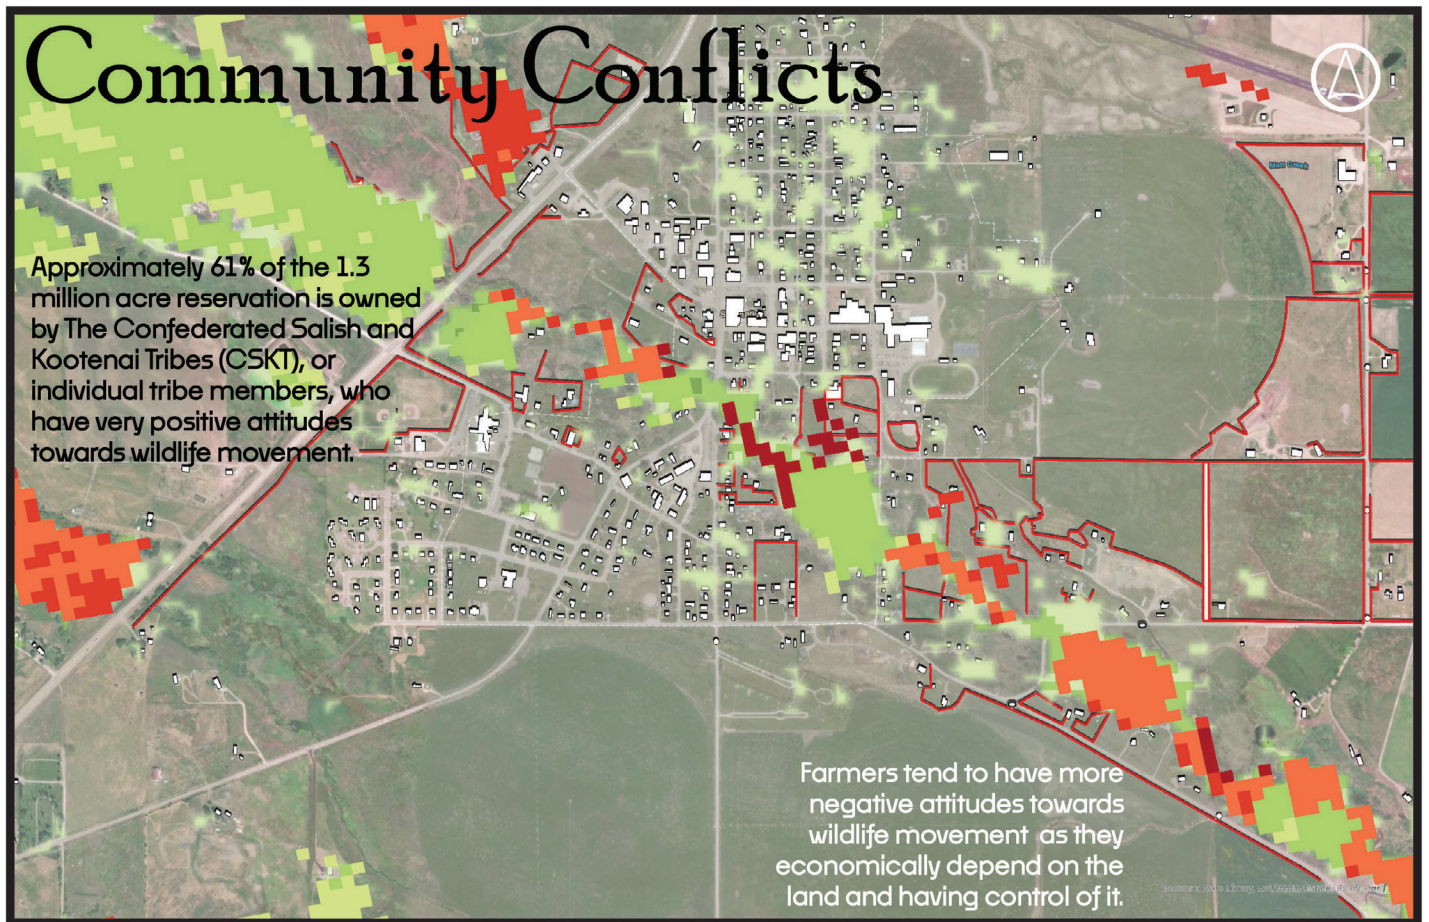 Community Conflicts
Matt Creek
Approximately 61% of the 1.3
million acre reservation is owned
by The Confederated Salish and
Kootenai Tribes (CSKT), or
individual tribe members, who
have very positive attitudes
towards wildlife movement.
Farmers tend to have more
negative attitudes towards
wildlife movement as they
economically depend on the
land and having control of it.